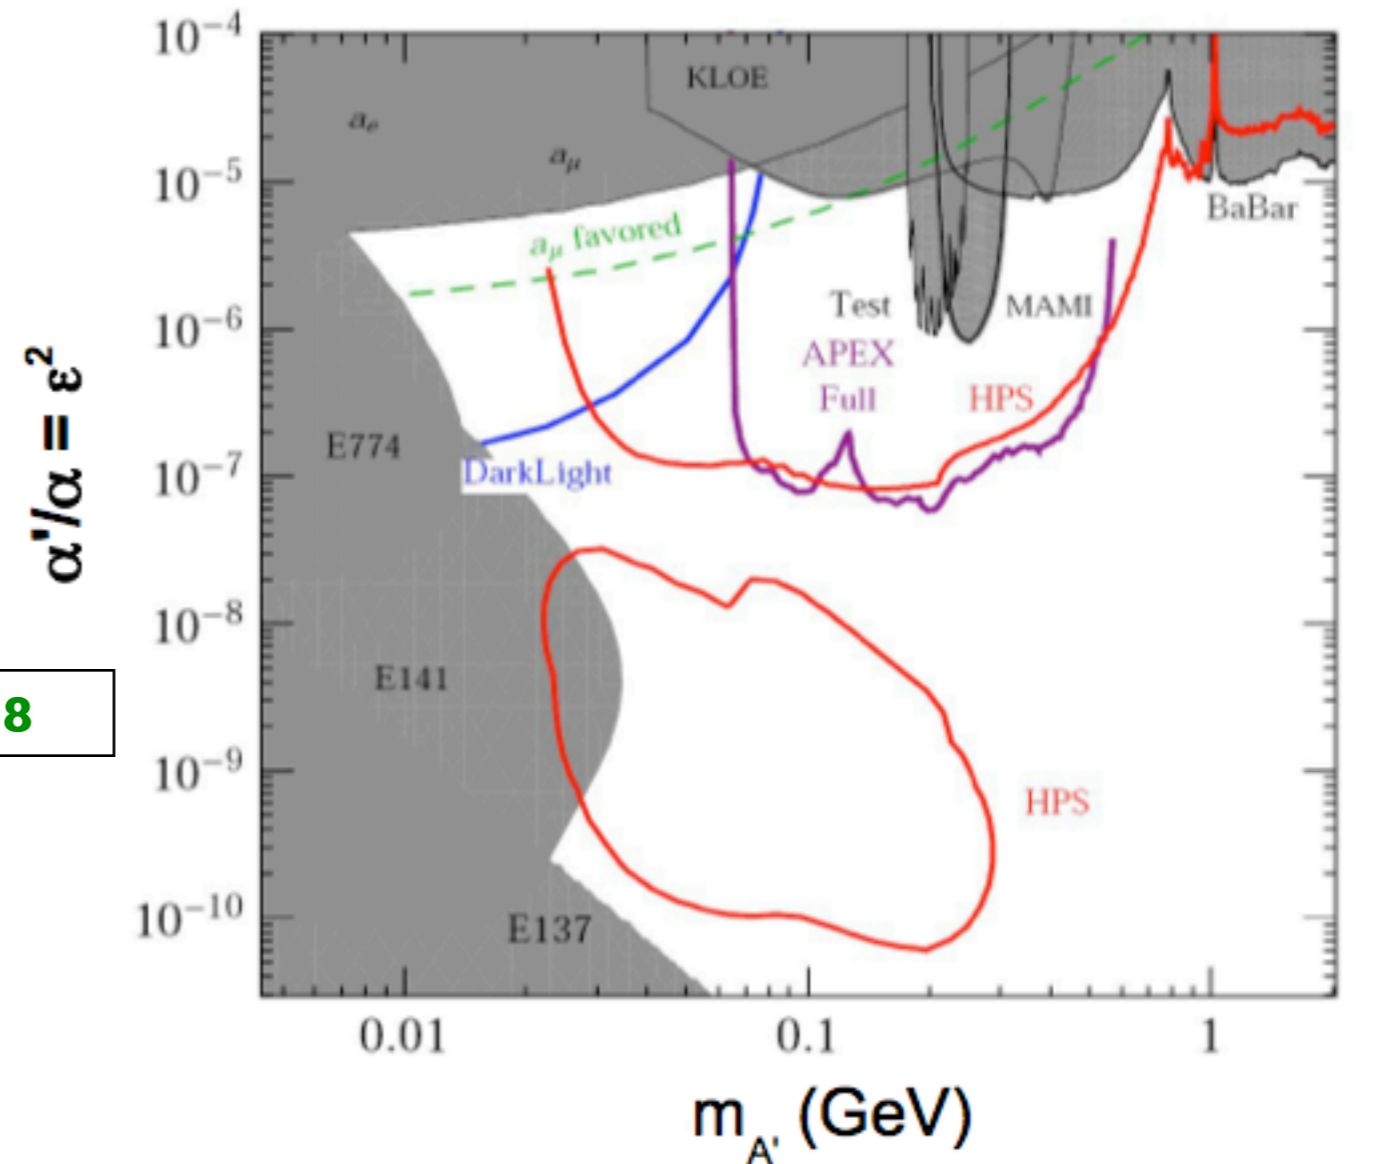 10⁻⁴
KLOE
aₑ
a_μ
10⁻⁵
BaBar
a_μ favored
Test
MAMI
10⁻⁶
APEX
Full
HPS
α'/α = ε²
E774
DarkLight
10⁻⁷
10⁻⁸
E141
8
10⁻⁹
HPS
10⁻¹⁰
E137
0.01
0.1
1
m_A' (GeV)